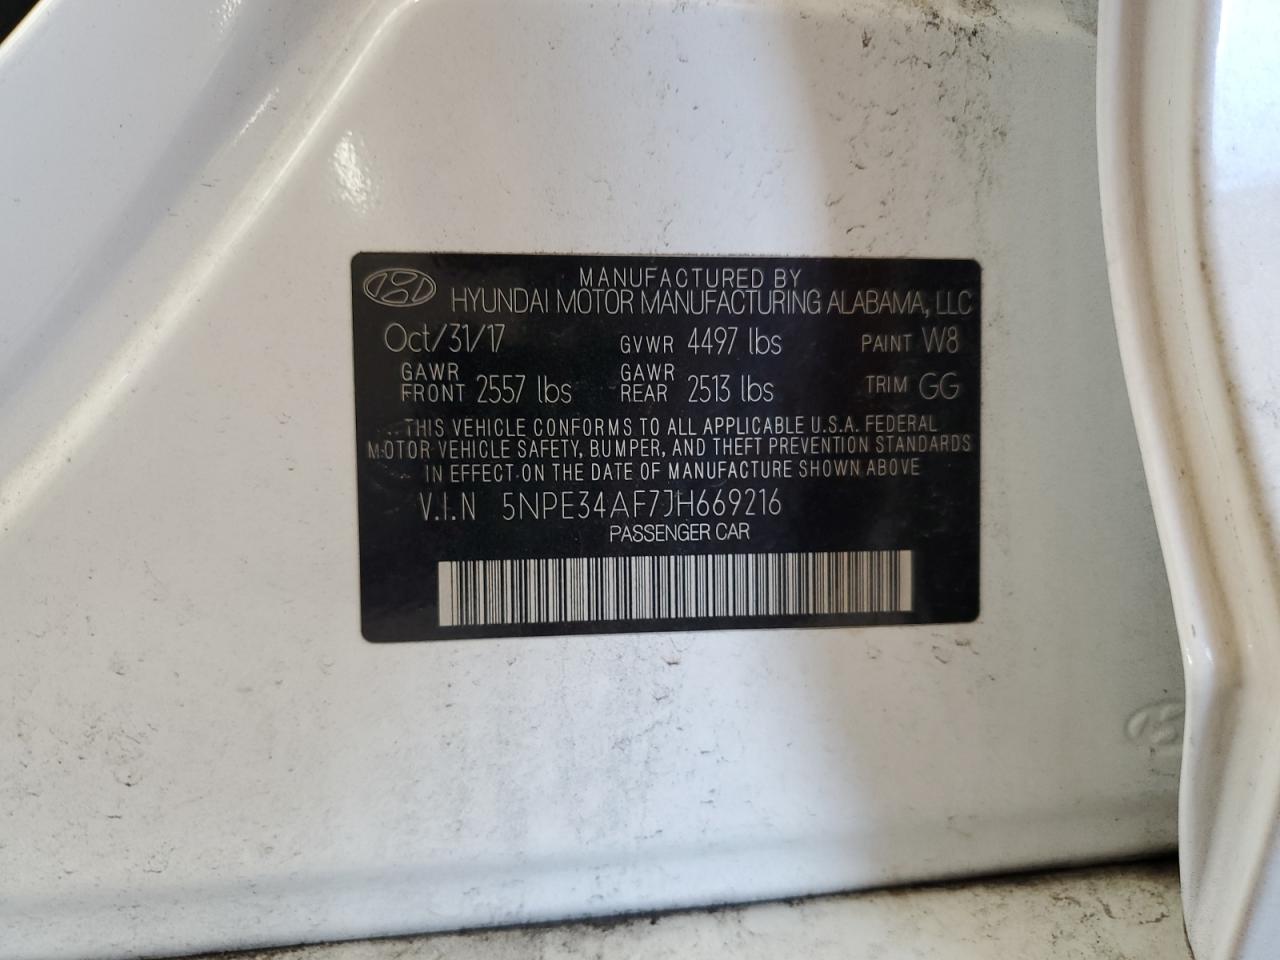 MANUFACTURED BY
HYUNDAI MOTOR MANUFACTURING ALABAMA, LLC
Oct/31/17 GVWR 4497 lbs PAINT W8
GAWR FRONT 2557 lbs GAWR REAR 2513 lbs TRIM GG
THIS VEHICLE CONFORMS TO ALL APPLICABLE U.S.A. FEDERAL
MOTOR VEHICLE SAFETY, BUMPER, AND THEFT PREVENTION STANDARDS
IN EFFECT ON THE DATE OF MANUFACTURE SHOWN ABOVE
V.I.N 5NPE34AF7JH669216
PASSENGER CAR